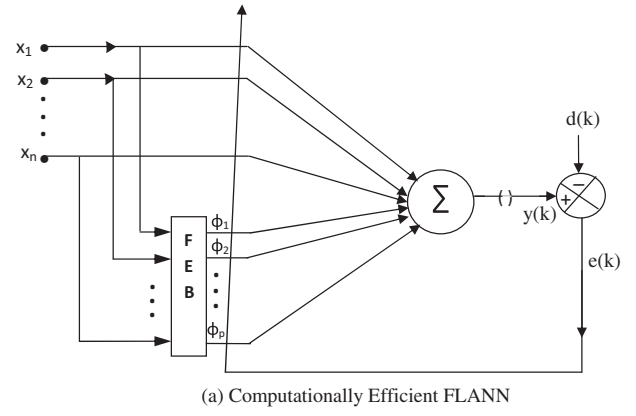 x1
x2
xn
d(k)
Σ
( )
y(k)
−
+
e(k)
F
E
B
ϕ1
ϕ2
ϕp
(a) Computationally Efficient FLANN